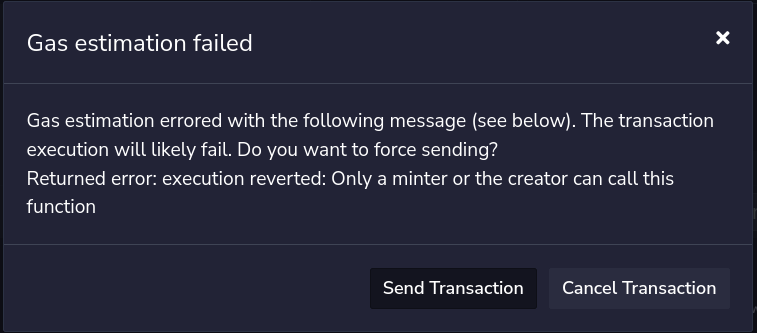 Gas estimation failed
Gas estimation errored with the following message (see below). The transaction
execution will likely fail. Do you want to force sending?
Returned error: execution reverted: Only a minter or the creator can call this
function
Send Transaction
Cancel Transaction